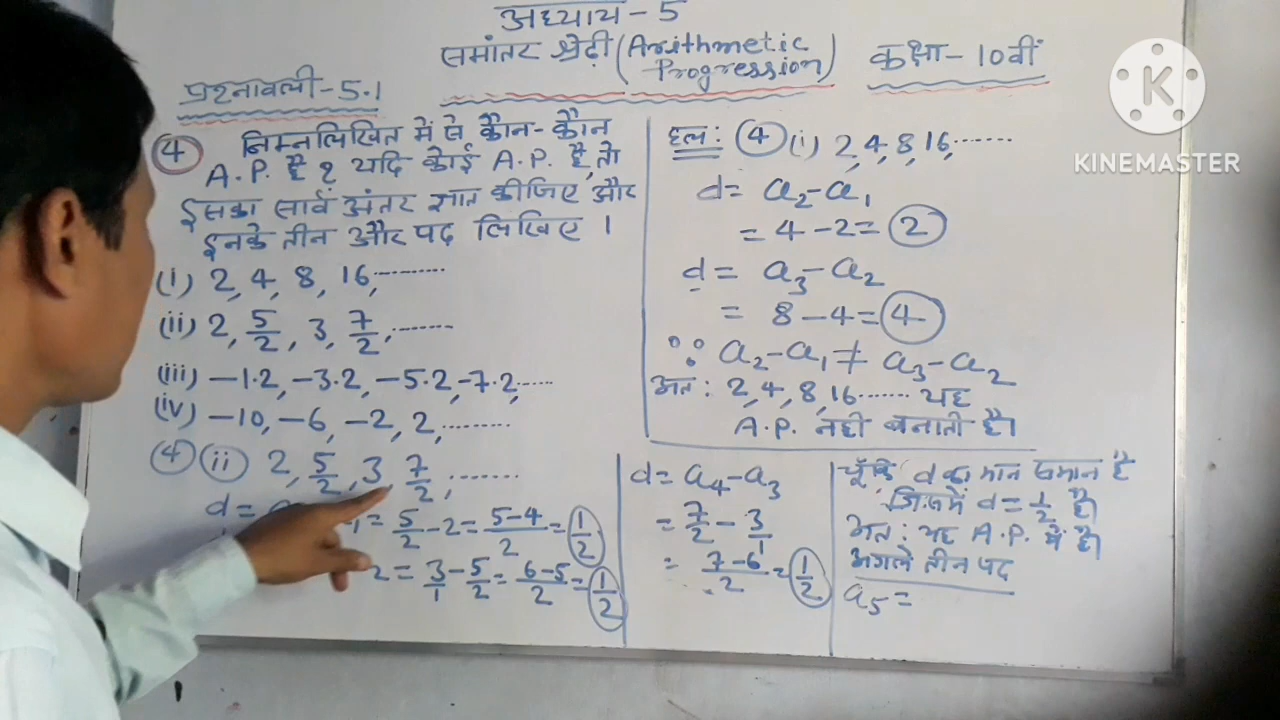 अध्याय-5
समांतर श्रेढ़ी (Arithmetic Progression) कक्षा-10वीं
प्रश्नावली-5.1
④ निम्नलिखित में से कौन-कौन
A.P. है? यदि कोई A.P. है, तो
इसका सार्व अंतर ज्ञात कीजिए और
इनके तीन और पद लिखिए ।
(i) 2, 4, 8, 16, ..........
(ii) 2, 5/2, 3, 7/2, ..........
(iii) -1.2, -3.2, -5.2, -7.2, ......
(iv) -10, -6, -2, 2, ..........
④ (ii) 2, 5/2, 3, 7/2, ..........
d=
= 5/2 - 2 = 5-4/2 = 1/2
2 = 3/1 - 5/2 = 6-5/2 = 1/2
हल: ④ (i) 2, 4, 8, 16, ........
d = a₂-a₁
= 4-2 = 2
d = a₃-a₂
= 8-4 = 4
∵ a₂-a₁ ≠ a₃-a₂
अत: 2, 4, 8, 16 ....... यह
A.P. नही बनाती है।
d = a₄-a₃
= 7/2 - 3/1
= 7-6/2 = 1/2
चूँकि d का मान समान है
जिसमें d = 1/2 है।
अत: यह A.P. में है।
अगले तीन पद
a₅ =
K
KINEMASTER